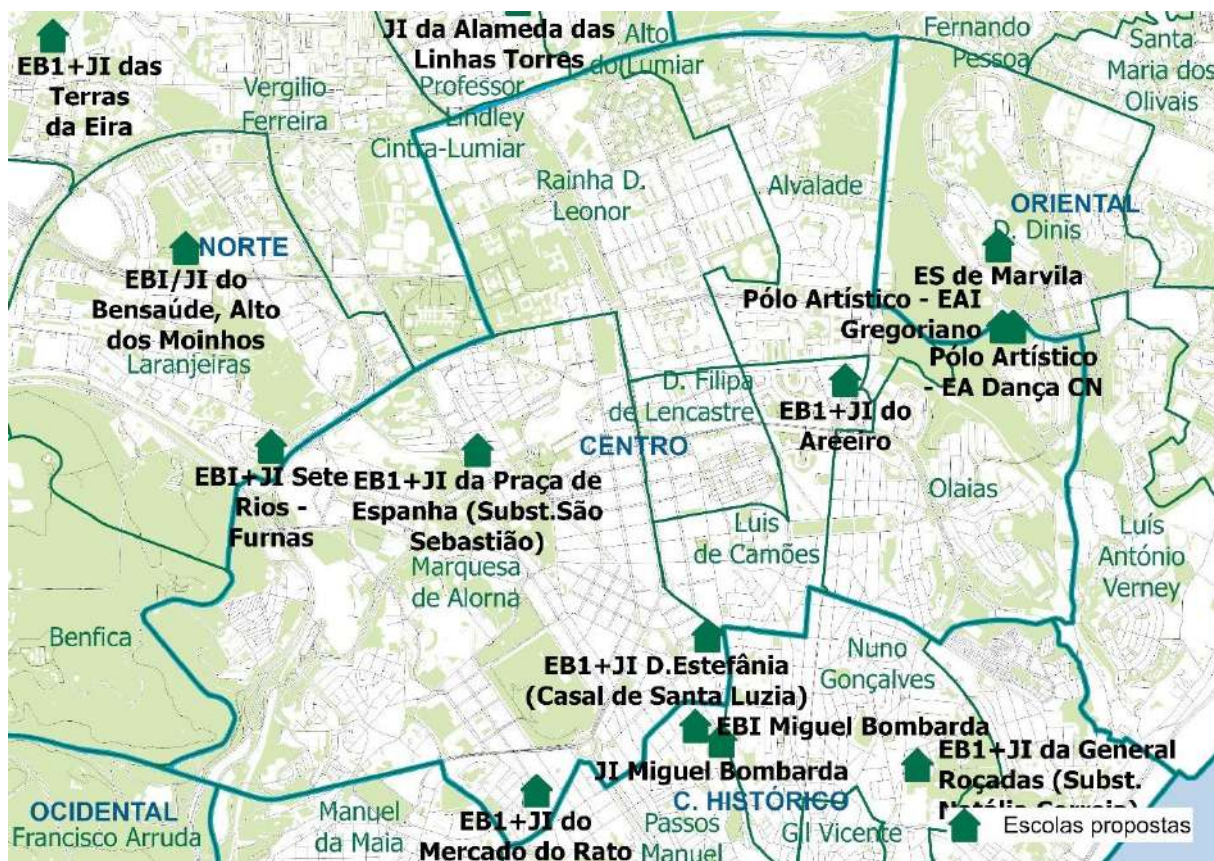 JI da Alameda das
Linhas Torres
Alto
do Lumiar
Fernando
Pessoa
Santa
Maria dos
Olivais
EB1+JI das
Terras
da Eira
Vergilio
Ferreira
Professor
Lindley
Cintra-Lumiar
Rainha D.
Leonor
Alvalade
ORIENTAL
D. Dinis
NORTE
EBI/JI do
Bensaúde, Alto
dos Moinhos
Laranjeiras
ES de Marvila
Pólo Artístico - EAI
Gregoriano
Pólo Artístico
- EA Dança CN
D. Filipa
de Lencastre
EB1+JI do
Areeiro
CENTRO
EBI+JI Sete
Rios -
Furnas
EB1+JI da Praça de
Espanha (Subst.São
Sebastião)
Marquesa
de Alorna
Olaias
Luis
de Camões
Luís
António
Verney
Benfica
EB1+JI D.Estefânia
(Casal de Santa Luzia)
Nuno
Gonçalves
EBI Miguel Bombarda
JI Miguel Bombarda
EB1+JI da General
Roçadas (Subst.
Natália Correia)
C. HISTÓRICO
OCIDENTAL
Francisco Arruda
Manuel
da Maia
EB1+JI do
Mercado do Rato
Passos
Manuel
Gil Vicente
Escolas propostas